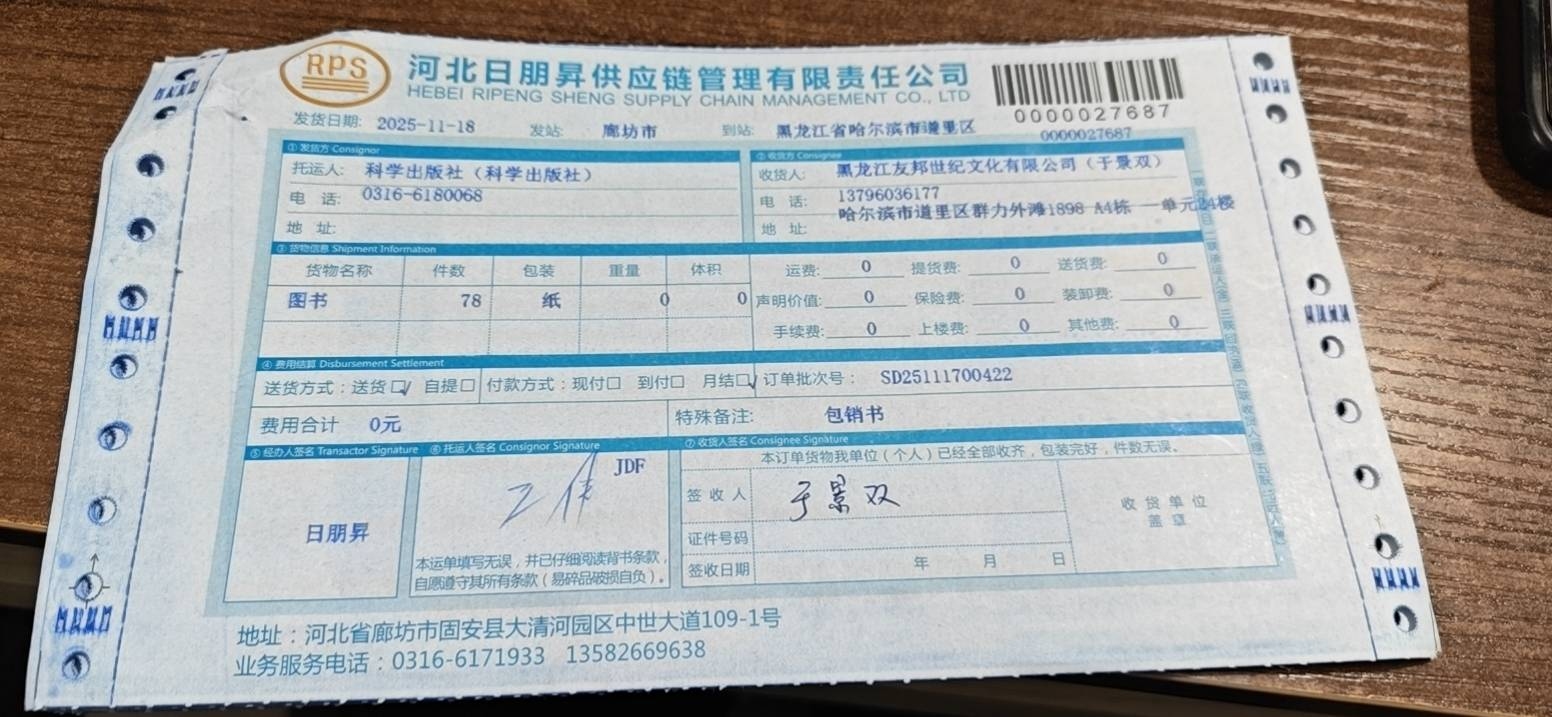 RPS
河北日朋昇供应链管理有限责任公司
HEBEI RIPENG SHENG SUPPLY CHAIN MANAGEMENT CO., LTD
0000027687
发货日期: 2025-11-18 发站: 廊坊市 到站: 黑龙江省哈尔滨市道里区 0000027687
① 发货方 Consignor ② 收货方 Consignee
托运人: 科学出版社（科学出版社） 收货人: 黑龙江友邦世纪文化有限公司（于景双）
电 话: 0316-6180068 电 话: 13796036177
地 址: 地 址: 哈尔滨市道里区群力外滩1898 A4栋 一单元24楼
③ 货物信息 Shipment Information
货物名称 件数 包装 重量 体积 运费: 0 提货费: 0 送货费: 0
图书 78 纸 0 0 声明价值: 0 保险费: 0 装卸费: 0
手续费: 0 上楼费: 0 其他费: 0
④ 费用结算 Disbursement Settlement
送货方式：送货□√ 自提□ 付款方式：现付□ 到付□ 月结□√ 订单批次号： SD25111700422
费用合计 0元 特殊备注: 包销书
⑤ 经办人签名 Transactor Signature ⑥ 托运人签名 Consignor Signature ⑦ 收货人签名 Consignee Signature
本订单货物我单位（个人）已经全部收齐，包装完好，件数无误。
JDF
签 收 人 于景双
收 货 单 位
盖 章
日朋昇
证件号码
本运单填写无误，并已仔细阅读背书条款，
自愿遵守其所有条款（易碎品破损自负）。
签收日期 年 月 日
地址：河北省廊坊市固安县大清河园区中世大道109-1号
业务服务电话：0316-6171933 13582669638